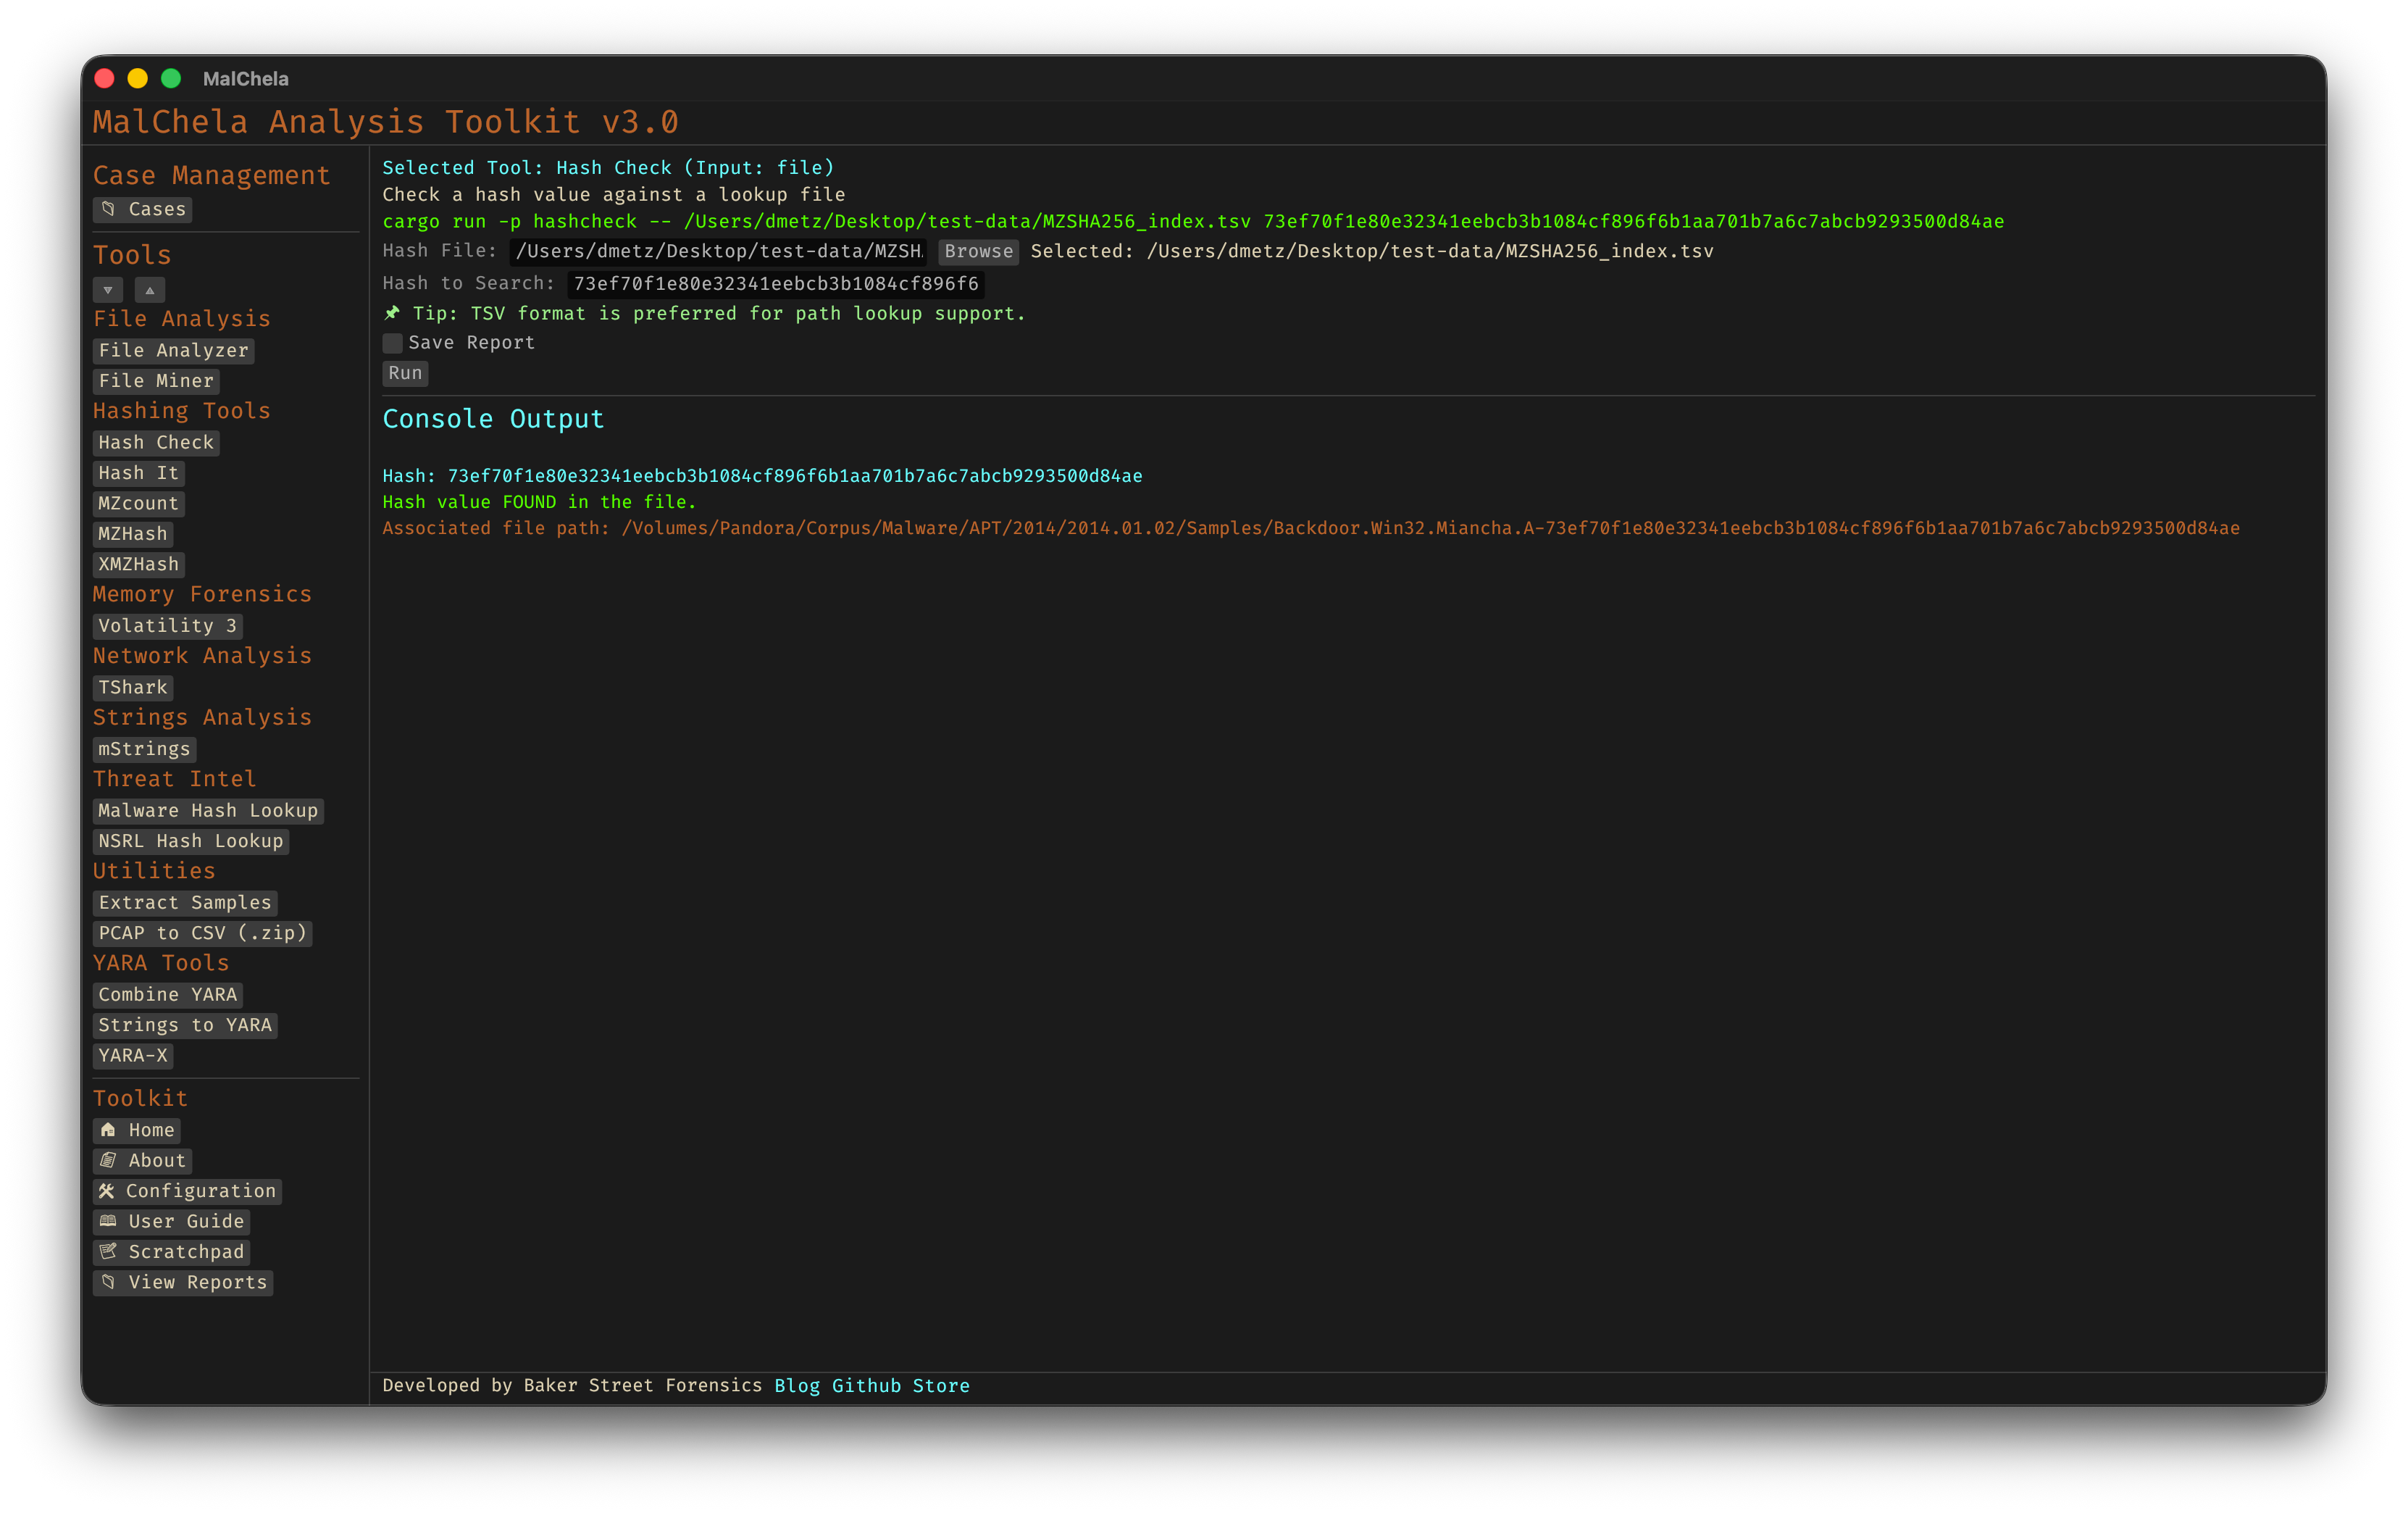 MalChela
MalChela Analysis Toolkit v3.0
Case Management
Cases
Tools
File Analysis
File Analyzer
File Miner
Hashing Tools
Hash Check
Hash It
MZcount
MZHash
XMZHash
Memory Forensics
Volatility 3
Network Analysis
TShark
Strings Analysis
mStrings
Threat Intel
Malware Hash Lookup
NSRL Hash Lookup
Utilities
Extract Samples
PCAP to CSV (.zip)
YARA Tools
Combine YARA
Strings to YARA
YARA-X
Toolkit
Home
About
Configuration
User Guide
Scratchpad
View Reports
Selected Tool: Hash Check (Input: file)
Check a hash value against a lookup file
cargo run -p hashcheck -- /Users/dmetz/Desktop/test-data/MZSHA256_index.tsv 73ef70f1e80e32341eebcb3b1084cf896f6b1aa701b7a6c7abcb9293500d84ae
Hash File: /Users/dmetz/Desktop/test-data/MZSH. Browse Selected: /Users/dmetz/Desktop/test-data/MZSHA256_index.tsv
Hash to Search: 73ef70f1e80e32341eebcb3b1084cf896f6
Tip: TSV format is preferred for path lookup support.
Save Report
Run
Console Output
Hash: 73ef70f1e80e32341eebcb3b1084cf896f6b1aa701b7a6c7abcb9293500d84ae
Hash value FOUND in the file.
Associated file path: /Volumes/Pandora/Corpus/Malware/APT/2014/2014.01.02/Samples/Backdoor.Win32.Miancha.A-73ef70f1e80e32341eebcb3b1084cf896f6b1aa701b7a6c7abcb9293500d84ae
Developed by Baker Street Forensics Blog Github Store